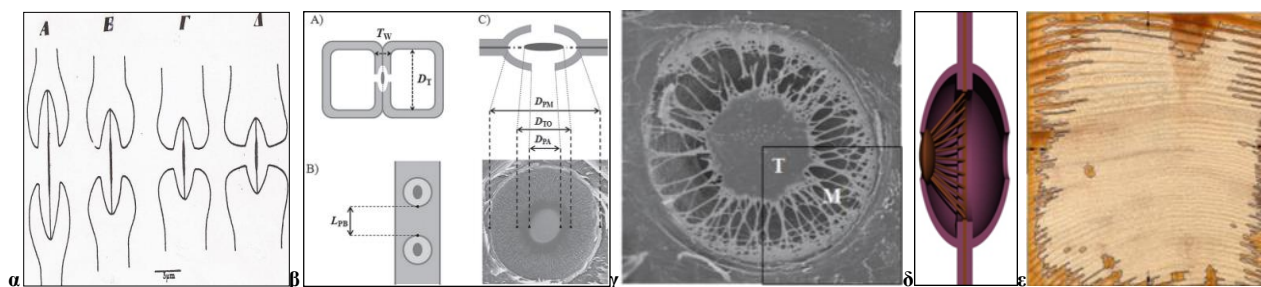 Α Β Γ Δ
5μm
α
A)
T_W
D_T
B)
L_PB
C)
D_PM
D_TO
D_PA
β
T
M
γ
δ
ε